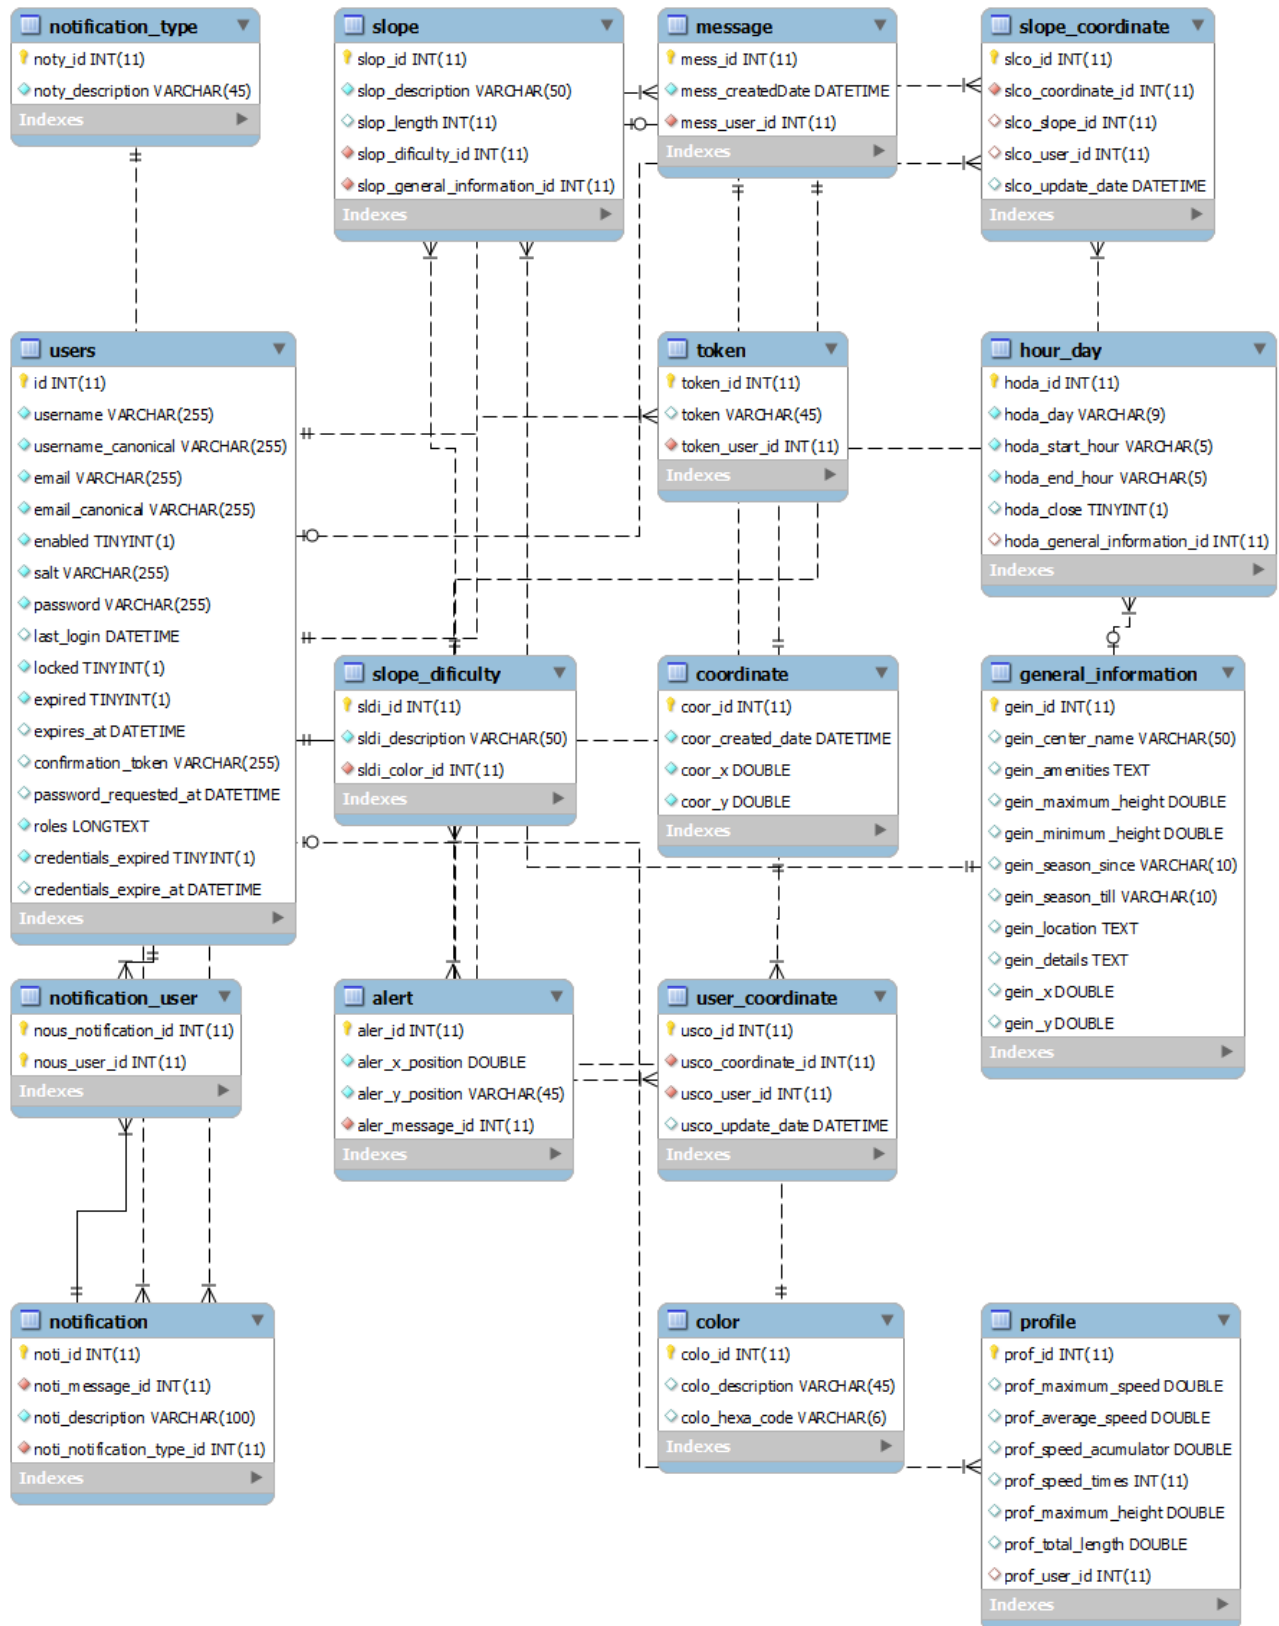 notification_type
noty_id INT(11)
noty_description VARCHAR(45)
Indexes
slope
slop_id INT(11)
slop_description VARCHAR(50)
slop_length INT(11)
slop_dificulty_id INT(11)
slop_general_information_id INT(11)
Indexes
message
mess_id INT(11)
mess_createdDate DATETIME
mess_user_id INT(11)
Indexes
slope_coordinate
slco_id INT(11)
slco_coordinate_id INT(11)
slco_slope_id INT(11)
slco_user_id INT(11)
slco_update_date DATETIME
Indexes
users
id INT(11)
username VARCHAR(255)
username_canonical VARCHAR(255)
email VARCHAR(255)
email_canonical VARCHAR(255)
enabled TINYINT(1)
salt VARCHAR(255)
password VARCHAR(255)
last_login DATETIME
locked TINYINT(1)
expired TINYINT(1)
expires_at DATETIME
confirmation_token VARCHAR(255)
password_requested_at DATETIME
roles LONGTEXT
credentials_expired TINYINT(1)
credentials_expire_at DATETIME
Indexes
token
token_id INT(11)
token VARCHAR(45)
token_user_id INT(11)
Indexes
hour_day
hoda_id INT(11)
hoda_day VARCHAR(9)
hoda_start_hour VARCHAR(5)
hoda_end_hour VARCHAR(5)
hoda_close TINYINT(1)
hoda_general_information_id INT(11)
Indexes
slope_dificulty
sldi_id INT(11)
sldi_description VARCHAR(50)
sldi_color_id INT(11)
Indexes
coordinate
coor_id INT(11)
coor_created_date DATETIME
coor_x DOUBLE
coor_y DOUBLE
Indexes
general_information
gein_id INT(11)
gein_center_name VARCHAR(50)
gein_amenities TEXT
gein_maximum_height DOUBLE
gein_minimum_height DOUBLE
gein_season_since VARCHAR(10)
gein_season_till VARCHAR(10)
gein_location TEXT
gein_details TEXT
gein_x DOUBLE
gein_y DOUBLE
Indexes
notification_user
nous_notification_id INT(11)
nous_user_id INT(11)
Indexes
alert
aler_id INT(11)
aler_x_position DOUBLE
aler_y_position VARCHAR(45)
aler_message_id INT(11)
Indexes
user_coordinate
usco_id INT(11)
usco_coordinate_id INT(11)
usco_user_id INT(11)
usco_update_date DATETIME
Indexes
notification
noti_id INT(11)
noti_message_id INT(11)
noti_description VARCHAR(100)
noti_notification_type_id INT(11)
Indexes
color
colo_id INT(11)
colo_description VARCHAR(45)
colo_hexa_code VARCHAR(6)
Indexes
profile
prof_id INT(11)
prof_maximum_speed DOUBLE
prof_average_speed DOUBLE
prof_speed_acumulator DOUBLE
prof_speed_times INT(11)
prof_maximum_height DOUBLE
prof_total_length DOUBLE
prof_user_id INT(11)
Indexes